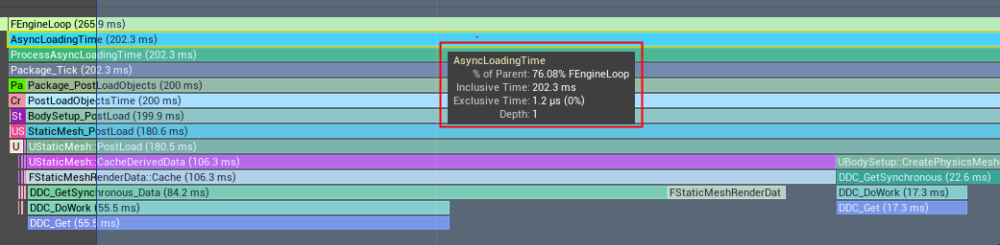 FEngineLoop (265.9 ms)
AsyncLoadingTime (202.3 ms)
ProcessAsyncLoadingTime (202.3 ms)
Package_Tick (202.3 ms)
Pa Package_PostLoadObjects (200 ms)
Cr PostLoadObjectsTime (200 ms)
St BodySetup_PostLoad (199.9 ms)
US StaticMesh_PostLoad (180.6 ms)
U UStaticMesh::PostLoad (180.5 ms)
UStaticMesh::CacheDerivedData (106.3 ms) UBodySetup::CreatePhysicsMesh
FStaticMeshRenderData::Cache (106.3 ms) DDC_GetSynchronous (22.6 ms)
DDC_GetSynchronous_Data (84.2 ms) FStaticMeshRenderDat DDC_DoWork (17.3 ms)
DDC_DoWork (55.5 ms) DDC_Get (17.3 ms)
DDC_Get (55.5 ms)
AsyncLoadingTime
% of Parent: 76.08% FEngineLoop
Inclusive Time: 202.3 ms
Exclusive Time: 1.2 µs (0%)
Depth: 1